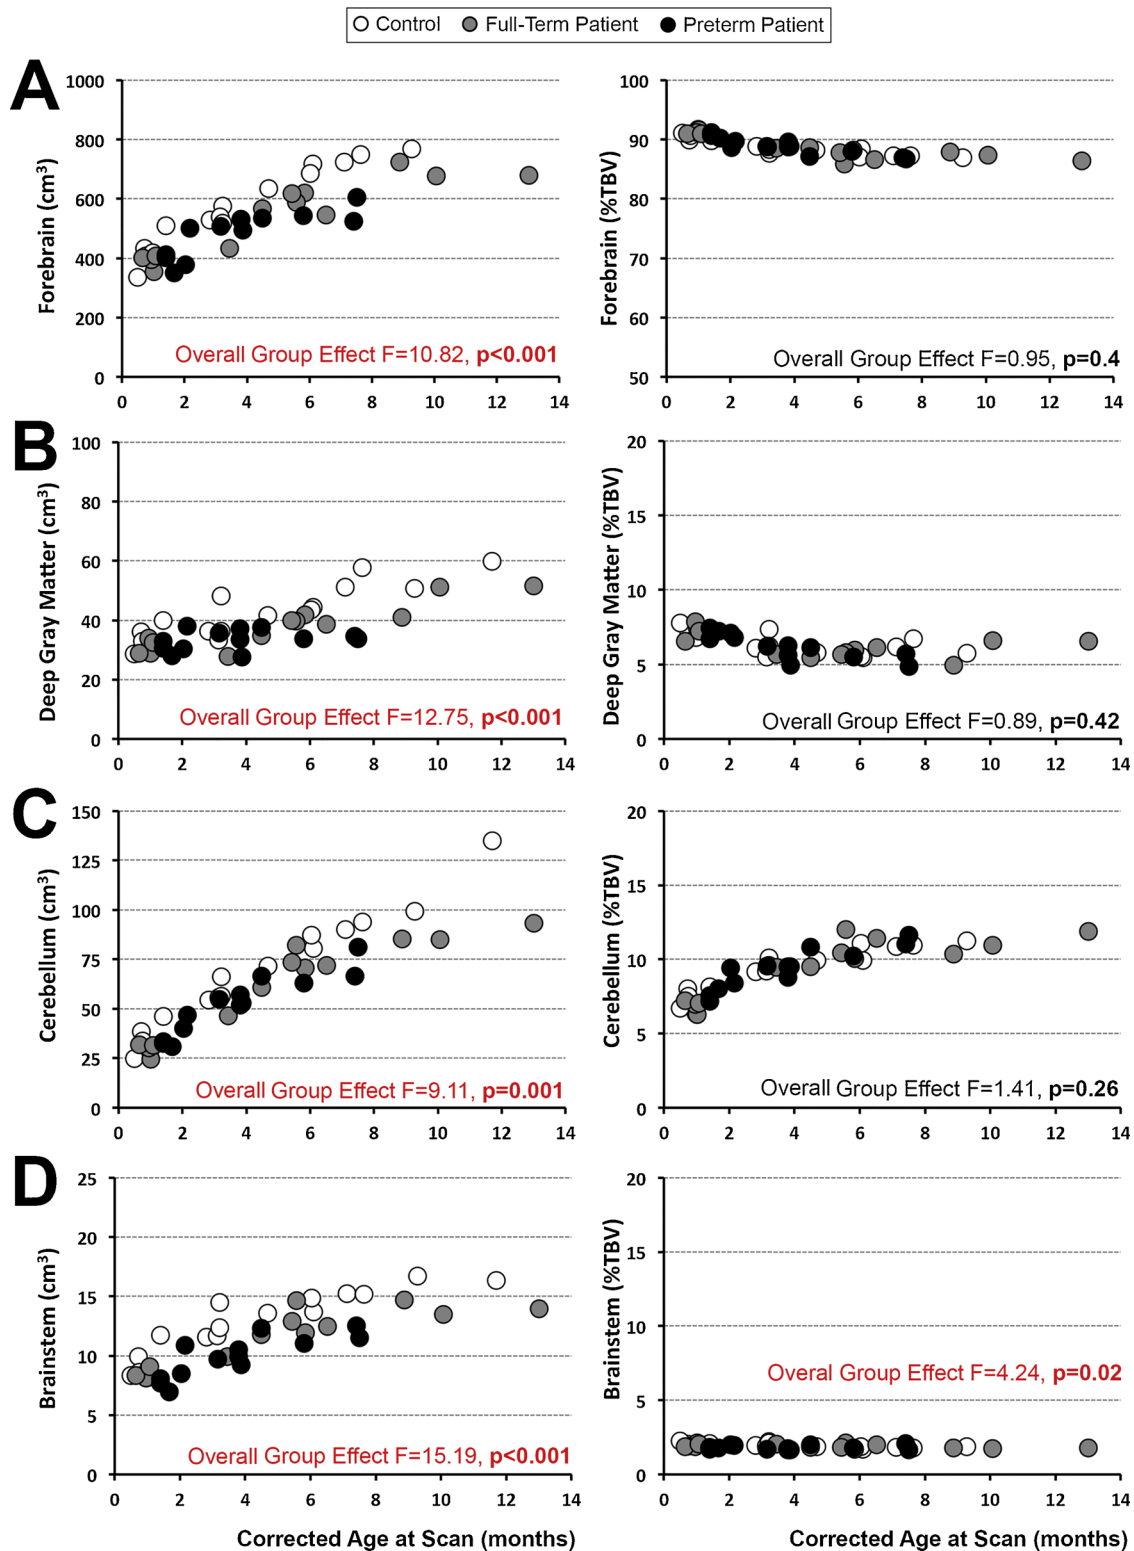 Control Full-Term Patient Preterm Patient
A
Forebrain (cm³)
1000
800
600
400
200
0
Overall Group Effect F=10.82, p<0.001
0 2 4 6 8 10 12 14
Forebrain (%TBV)
100
90
80
70
60
50
Overall Group Effect F=0.95, p=0.4
0 2 4 6 8 10 12 14
B
Deep Gray Matter (cm³)
100
80
60
40
20
0
Overall Group Effect F=12.75, p<0.001
0 2 4 6 8 10 12 14
Deep Gray Matter (%TBV)
20
15
10
5
0
Overall Group Effect F=0.89, p=0.42
0 2 4 6 8 10 12 14
C
Cerebellum (cm³)
150
125
100
75
50
25
0
Overall Group Effect F=9.11, p=0.001
0 2 4 6 8 10 12 14
Cerebellum (%TBV)
20
15
10
5
0
Overall Group Effect F=1.41, p=0.26
0 2 4 6 8 10 12 14
D
Brainstem (cm³)
25
20
15
10
5
0
Overall Group Effect F=15.19, p<0.001
0 2 4 6 8 10 12 14
Corrected Age at Scan (months)
Brainstem (%TBV)
20
15
10
5
0
Overal Group Effect F=4.24, p=0.02
0 2 4 6 8 10 12 14
Corrected Age at Scan (months)